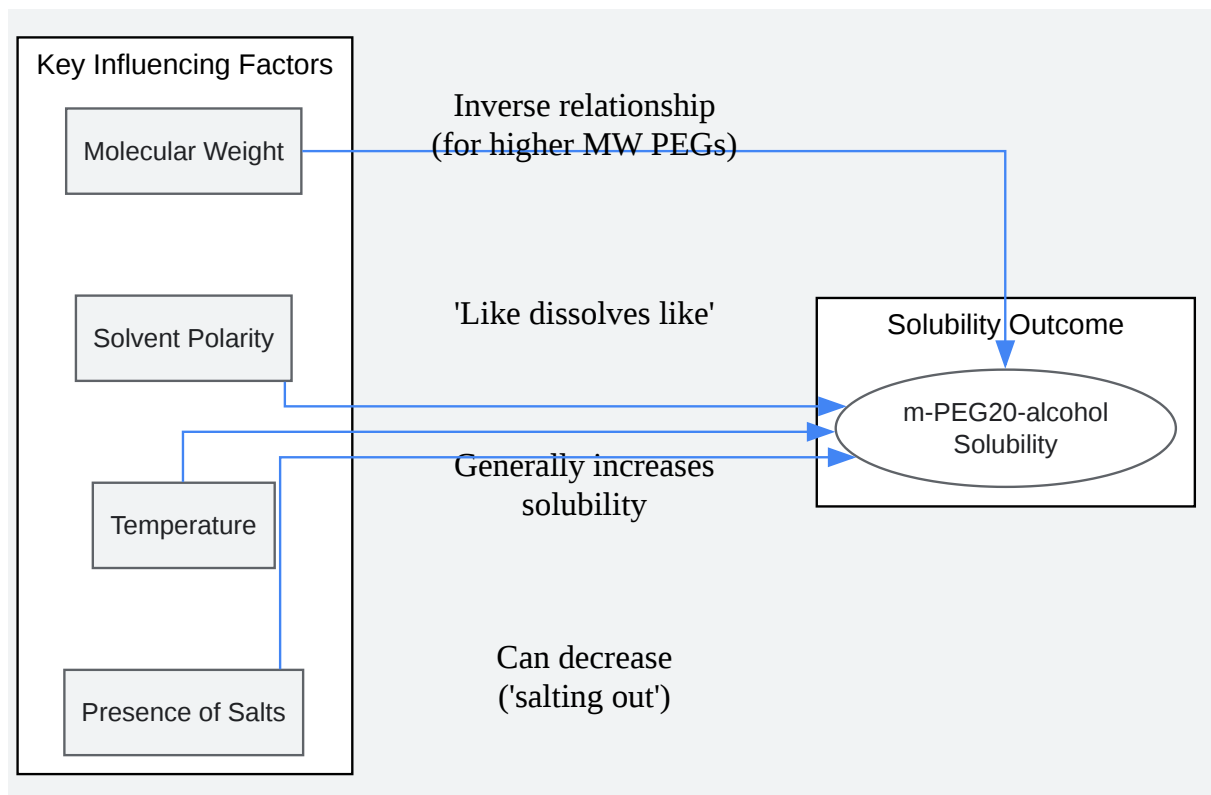 Key Influencing Factors
Molecular Weight
Inverse relationship
(for higher MW PEGs)
Solvent Polarity
'Like dissolves like'
Solubility Outcome
m-PEG20-alcohol
Solubility
Temperature
Generally increases
solubility
Presence of Salts
Can decrease
('salting out')